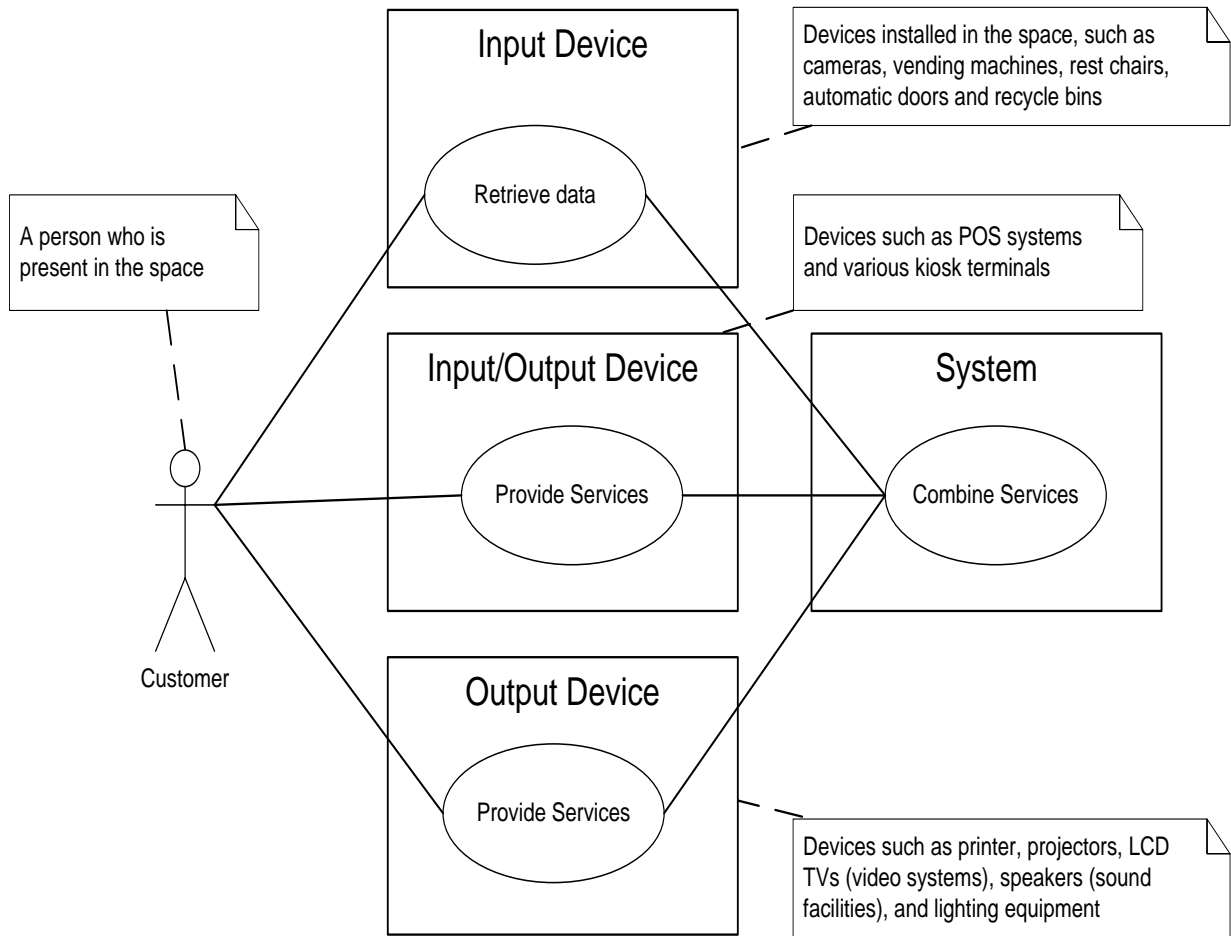 Input Device
Devices installed in the space, such as
cameras, vending machines, rest chairs,
automatic doors and recycle bins
Retrieve data
A person who is
present in the space
Devices such as POS systems
and various kiosk terminals
Input/Output Device
System
Provide Services
Combine Services
Customer
Output Device
Provide Services
Devices such as printer, projectors, LCD
TVs (video systems), speakers (sound
facilities), and lighting equipment